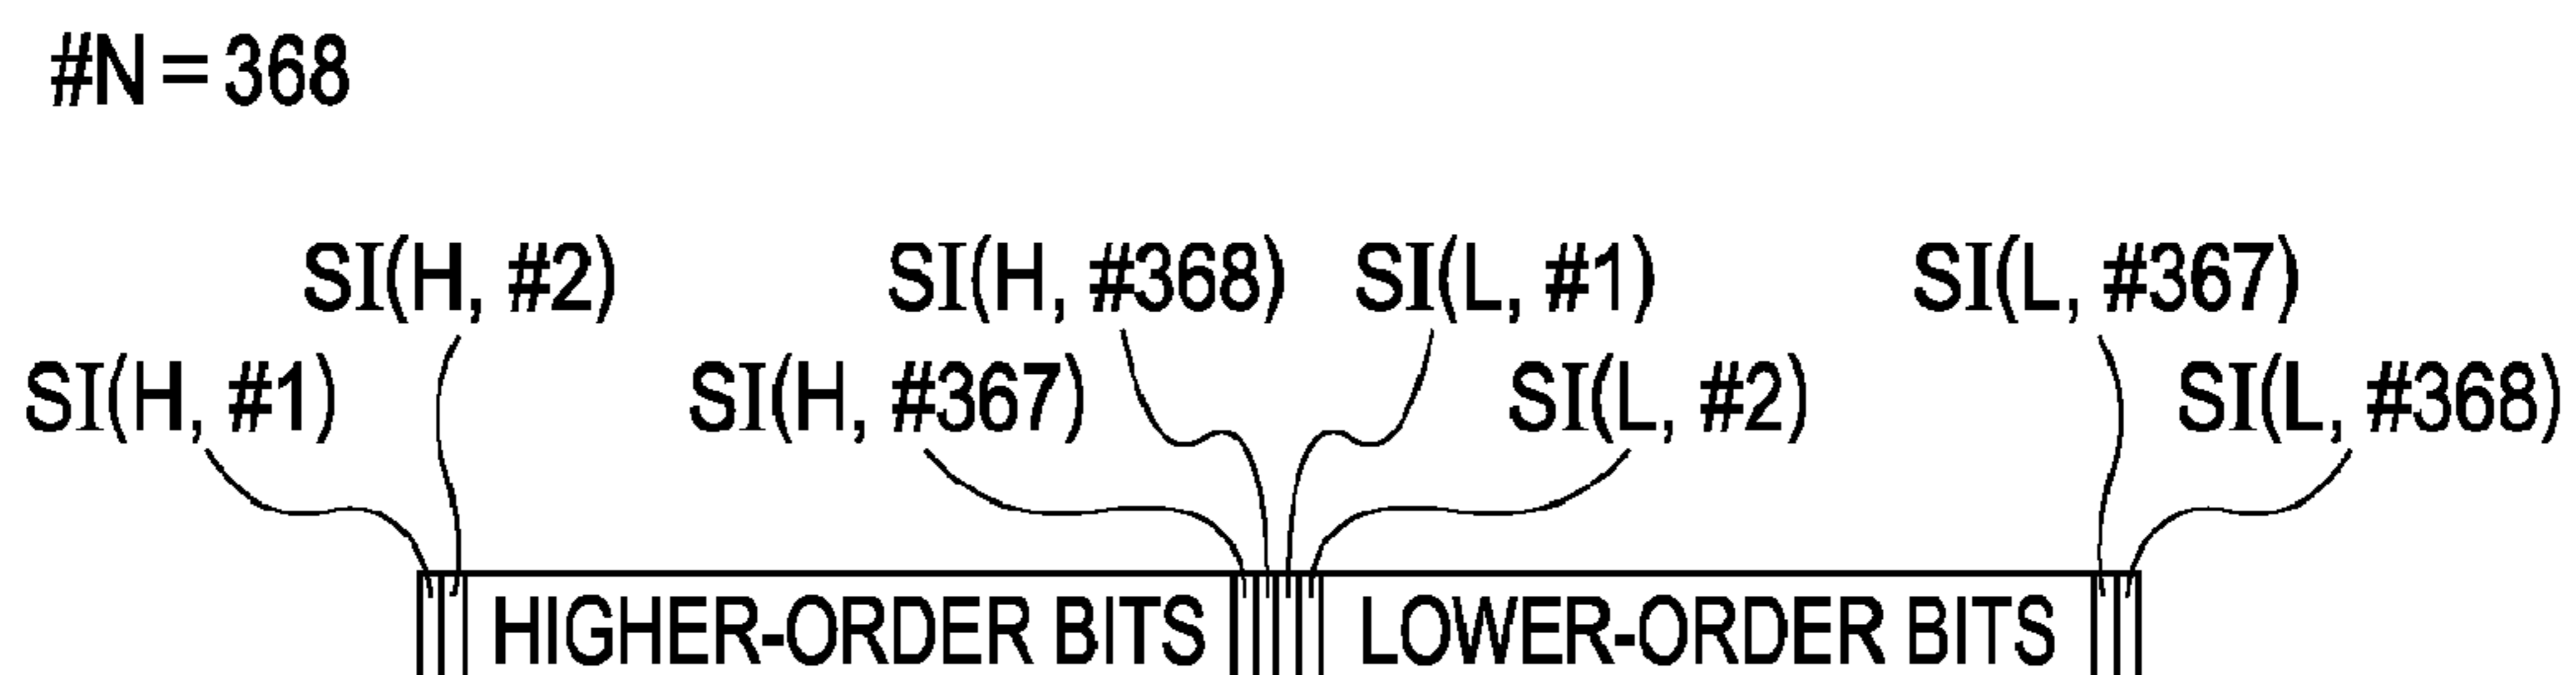 #N=368
SI(H, #2) SI(H, #368) SI(L, #1) SI(L, #367)
SI(H, #1) SI(H, #367) SI(L, #2) SI(L, #368)
HIGHER-ORDER BITS LOWER-ORDER BITS